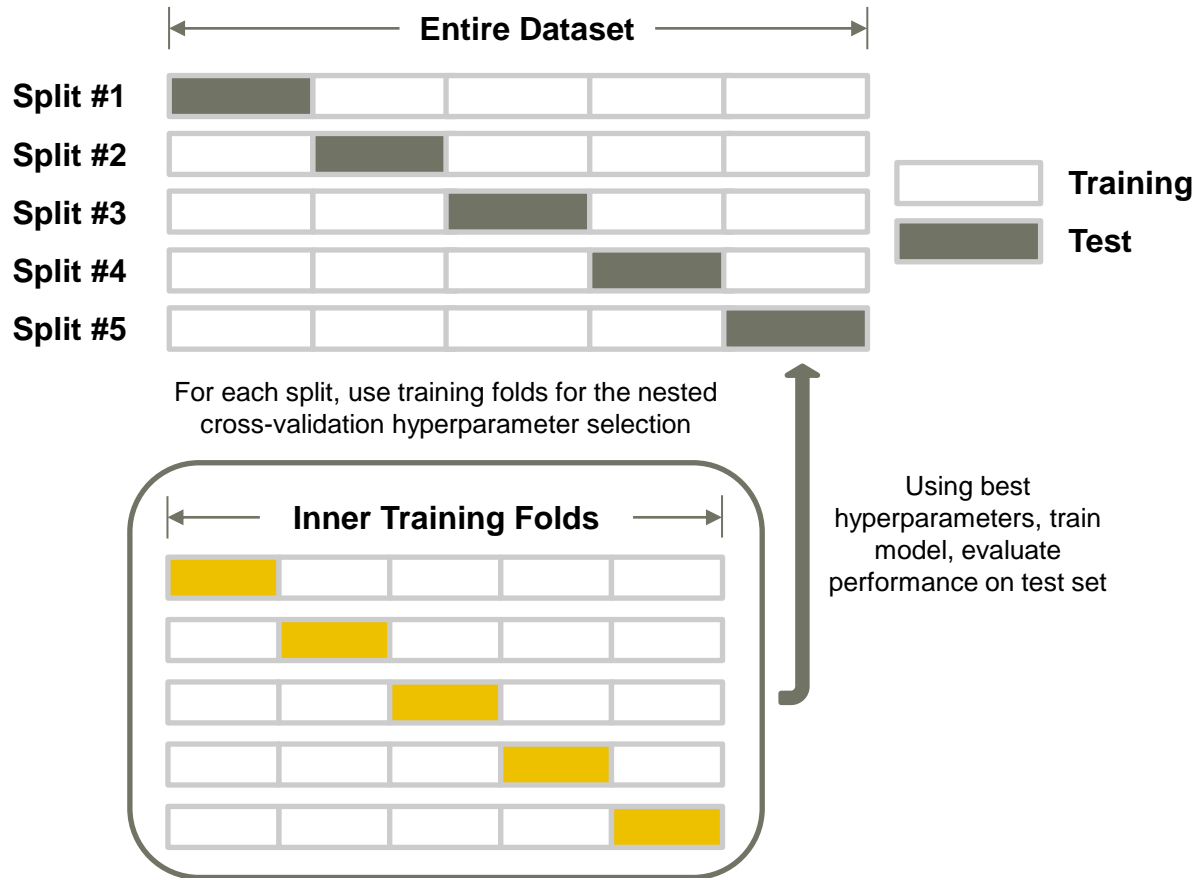 Entire Dataset
Split #1
Split #2
Split #3
Split #4
Split #5
Training
Test
For each split, use training folds for the nested
cross-validation hyperparameter selection
Inner Training Folds
Using best
hyperparameters, train
model, evaluate
performance on test set